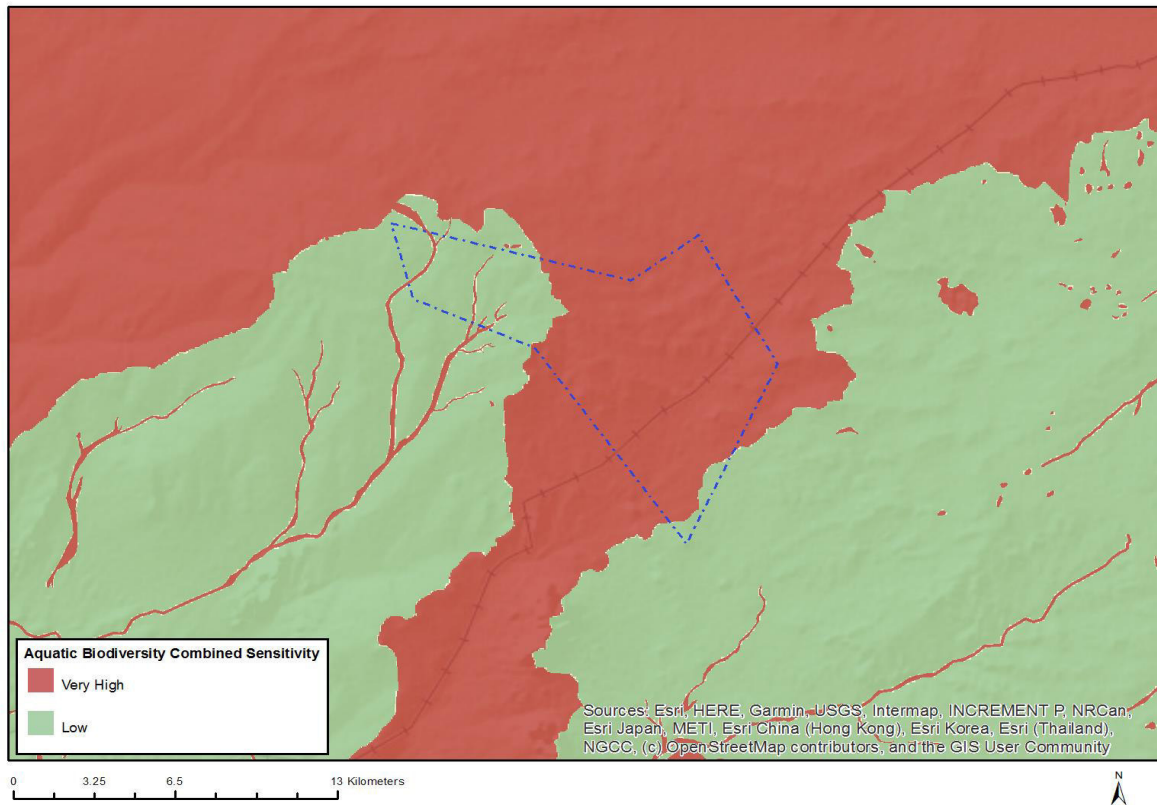 Aquatic Biodiversity Combined Sensitivity
Very High
Low
Sources: Esri, HERE, Garmin, USGS, Intermap, INCREMENT P, NRCan,
Esri Japan, METI, Esri China (Hong Kong), Esri Korea, Esri (Thailand),
NGCC, (c) OpenStreetMap contributors, and the GIS User Community
0 3.25 6.5 13 Kilometers
N